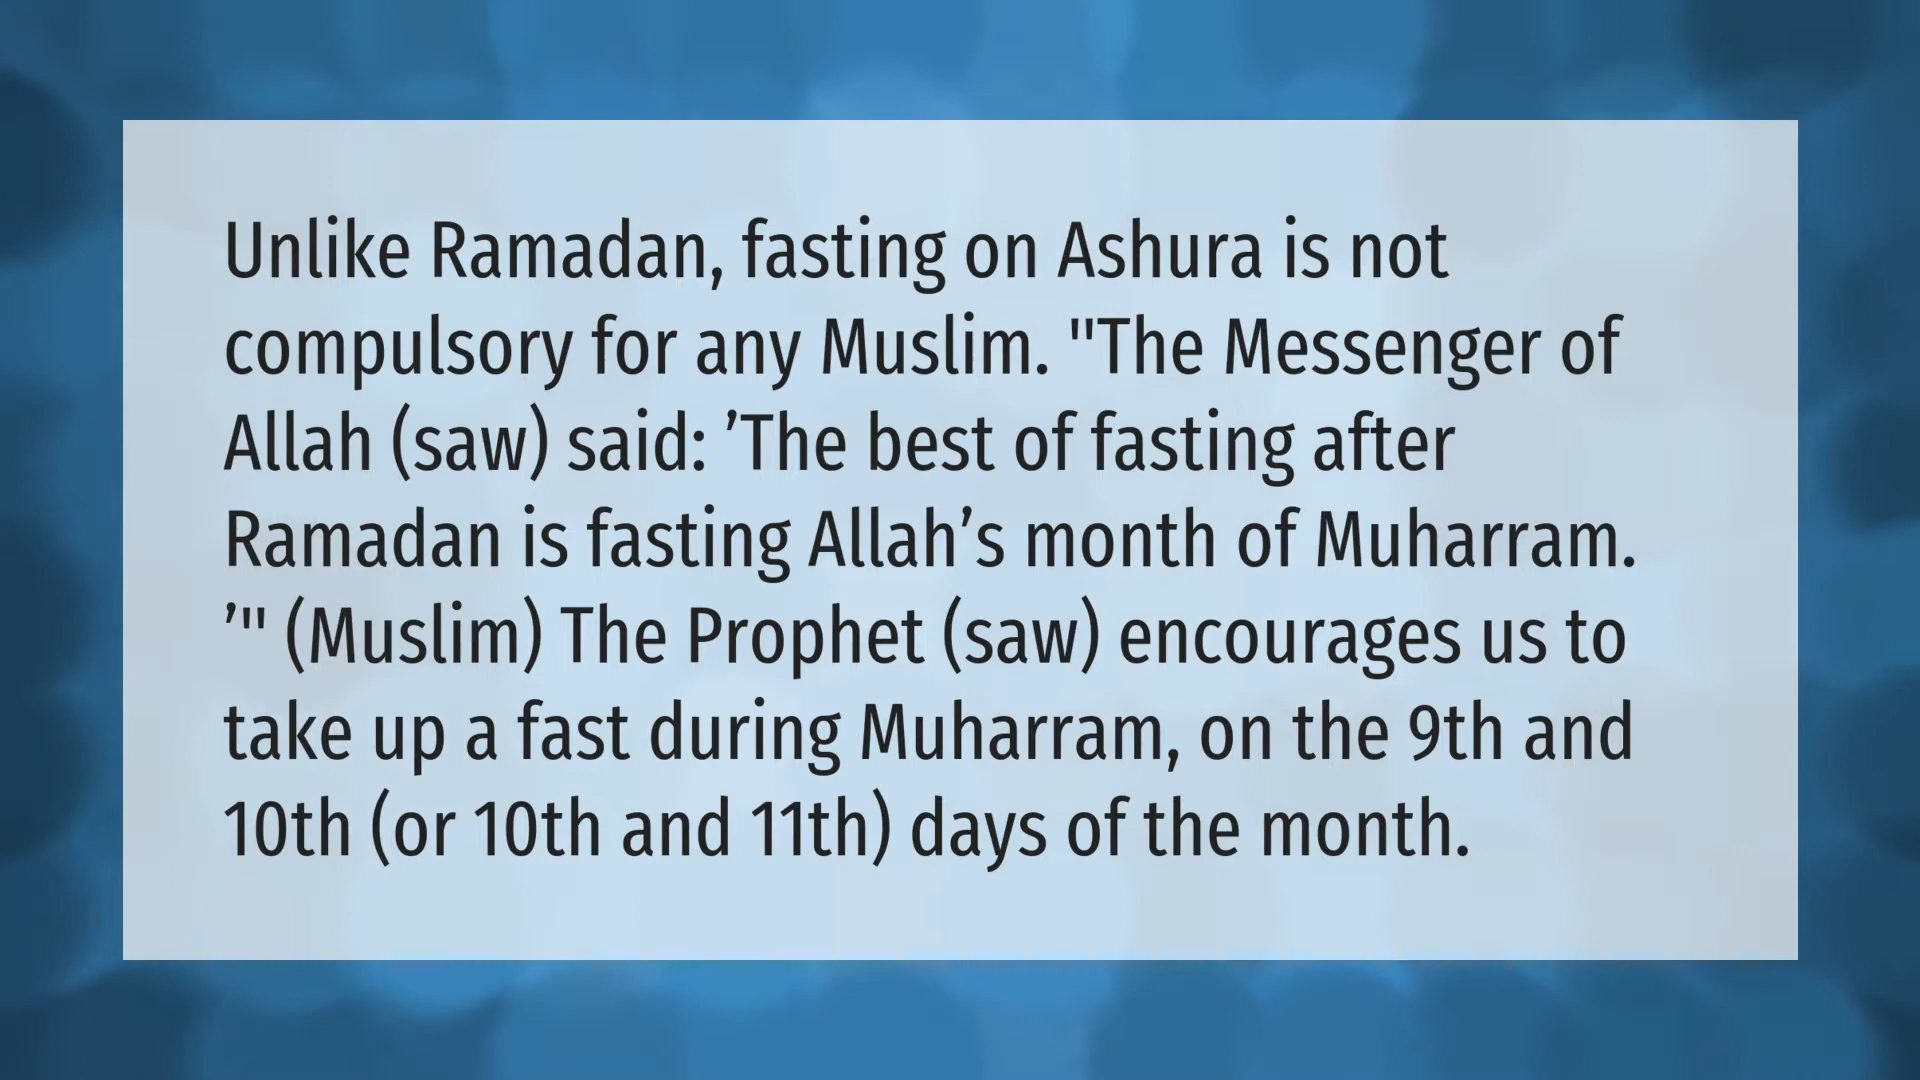 Unlike Ramadan, fasting on Ashura is not
compulsory for any Muslim. "The Messenger of
Allah (saw) said: ’The best of fasting after
Ramadan is fasting Allah’s month of Muharram.
’" (Muslim) The Prophet (saw) encourages us to
take up a fast during Muharram, on the 9th and
10th (or 10th and 11th) days of the month.